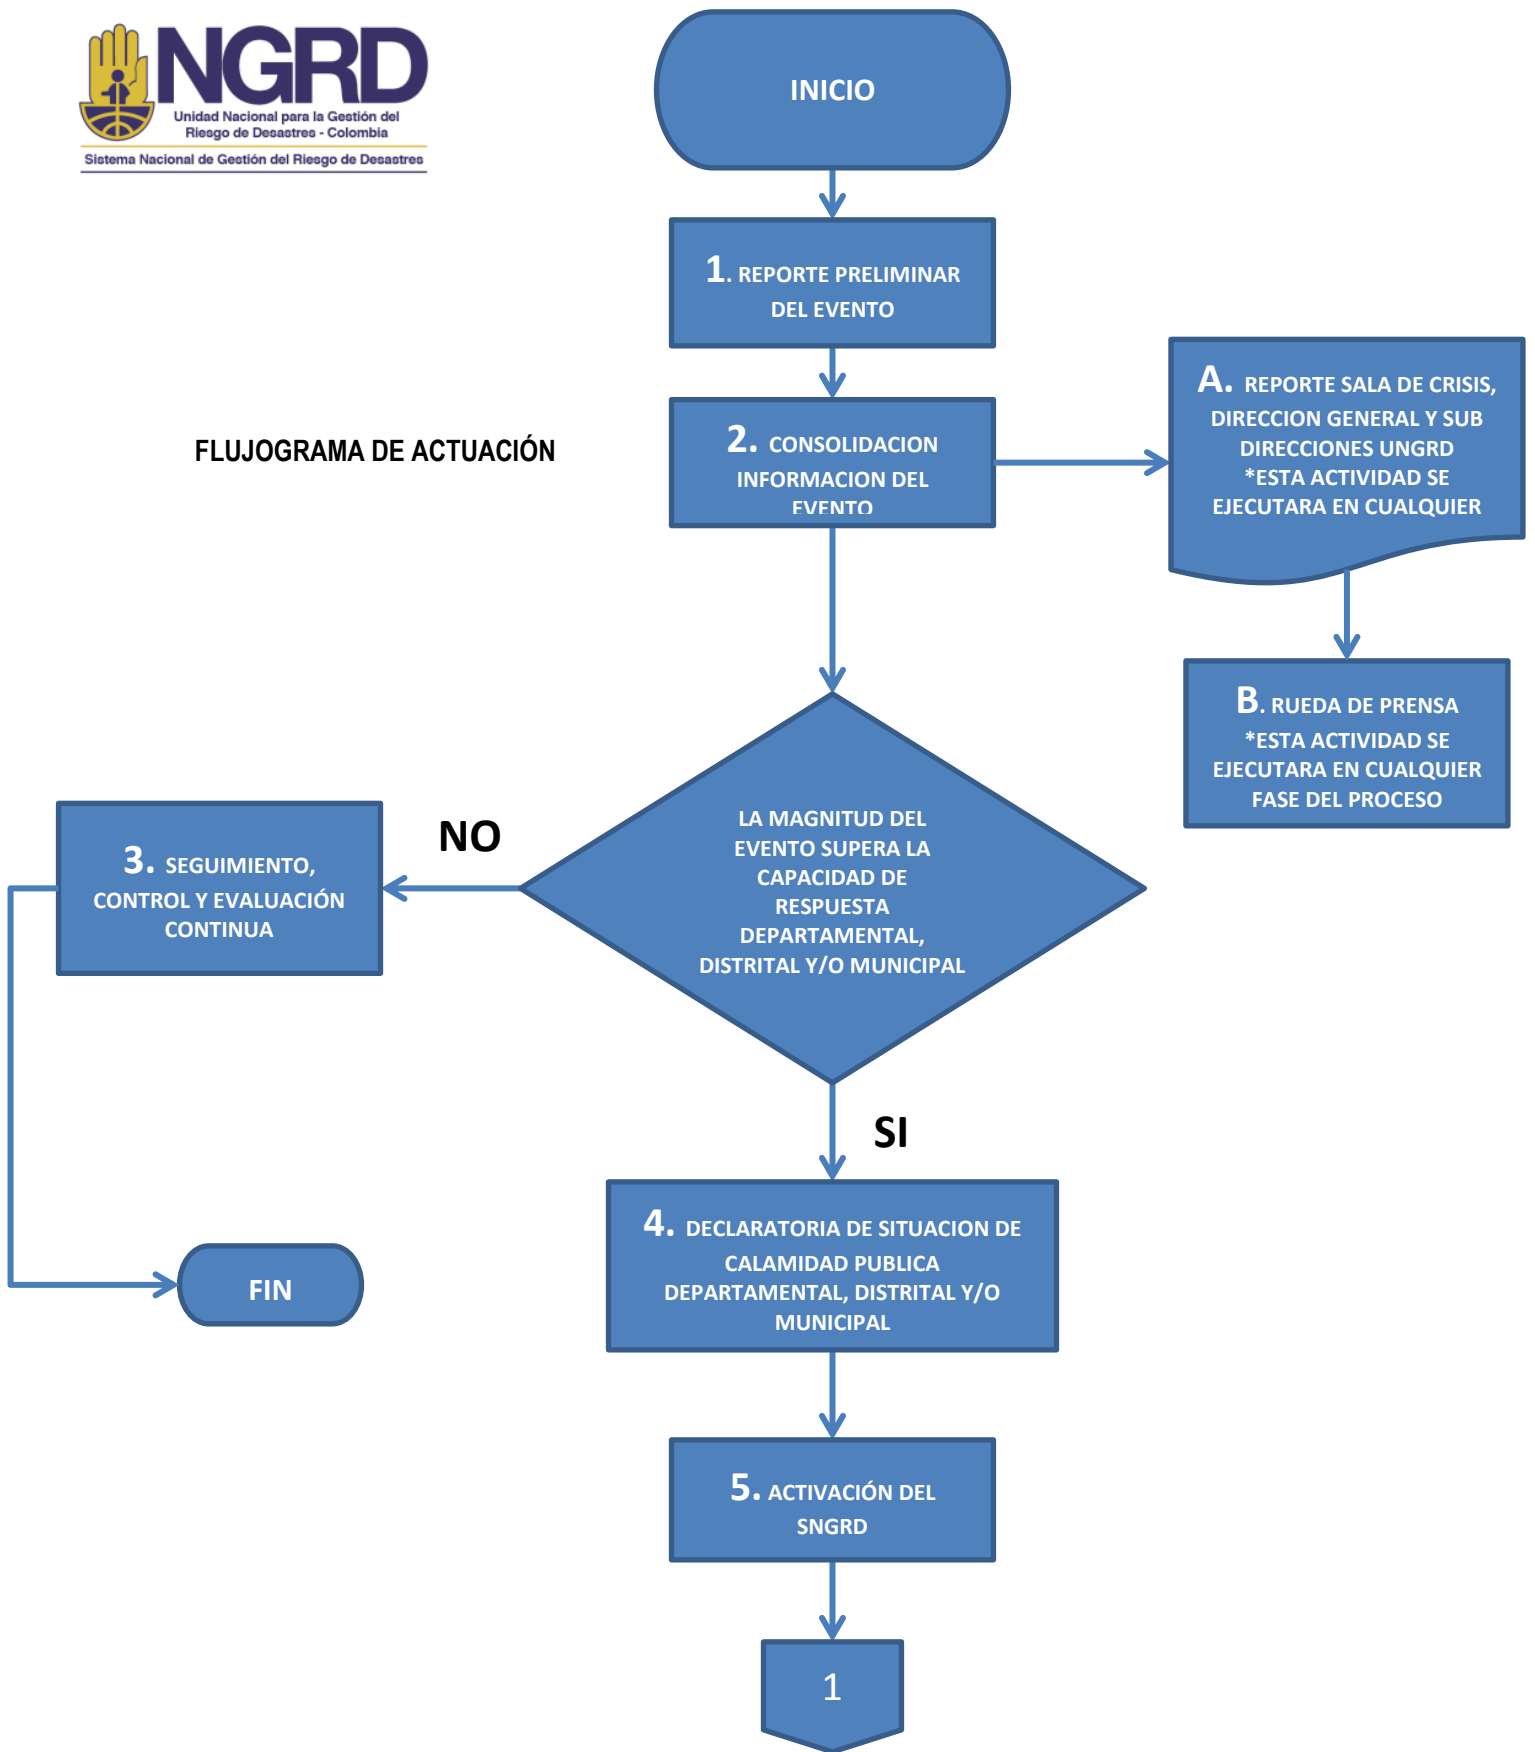 NGRD
Unidad Nacional para la Gestión del
Riesgo de Desastres - Colombia
Sistema Nacional de Gestión del Riesgo de Desastres
INICIO
1. REPORTE PRELIMINAR
DEL EVENTO
FLUJOGRAMA DE ACTUACIÓN
2. CONSOLIDACION
INFORMACION DEL
EVENTO
A. REPORTE SALA DE CRISIS,
DIRECCION GENERAL Y SUB
DIRECCIONES UNGRD
*ESTA ACTIVIDAD SE
EJECUTARA EN CUALQUIER
B. RUEDA DE PRENSA
*ESTA ACTIVIDAD SE
EJECUTARA EN CUALQUIER
FASE DEL PROCESO
LA MAGNITUD DEL
EVENTO SUPERA LA
CAPACIDAD DE
RESPUESTA
DEPARTAMENTAL,
DISTRITAL Y/O MUNICIPAL
NO
3. SEGUIMIENTO,
CONTROL Y EVALUACIÓN
CONTINUA
FIN
SI
4. DECLARATORIA DE SITUACION DE
CALAMIDAD PUBLICA
DEPARTAMENTAL, DISTRITAL Y/O
MUNICIPAL
5. ACTIVACIÓN DEL
SNGRD
1